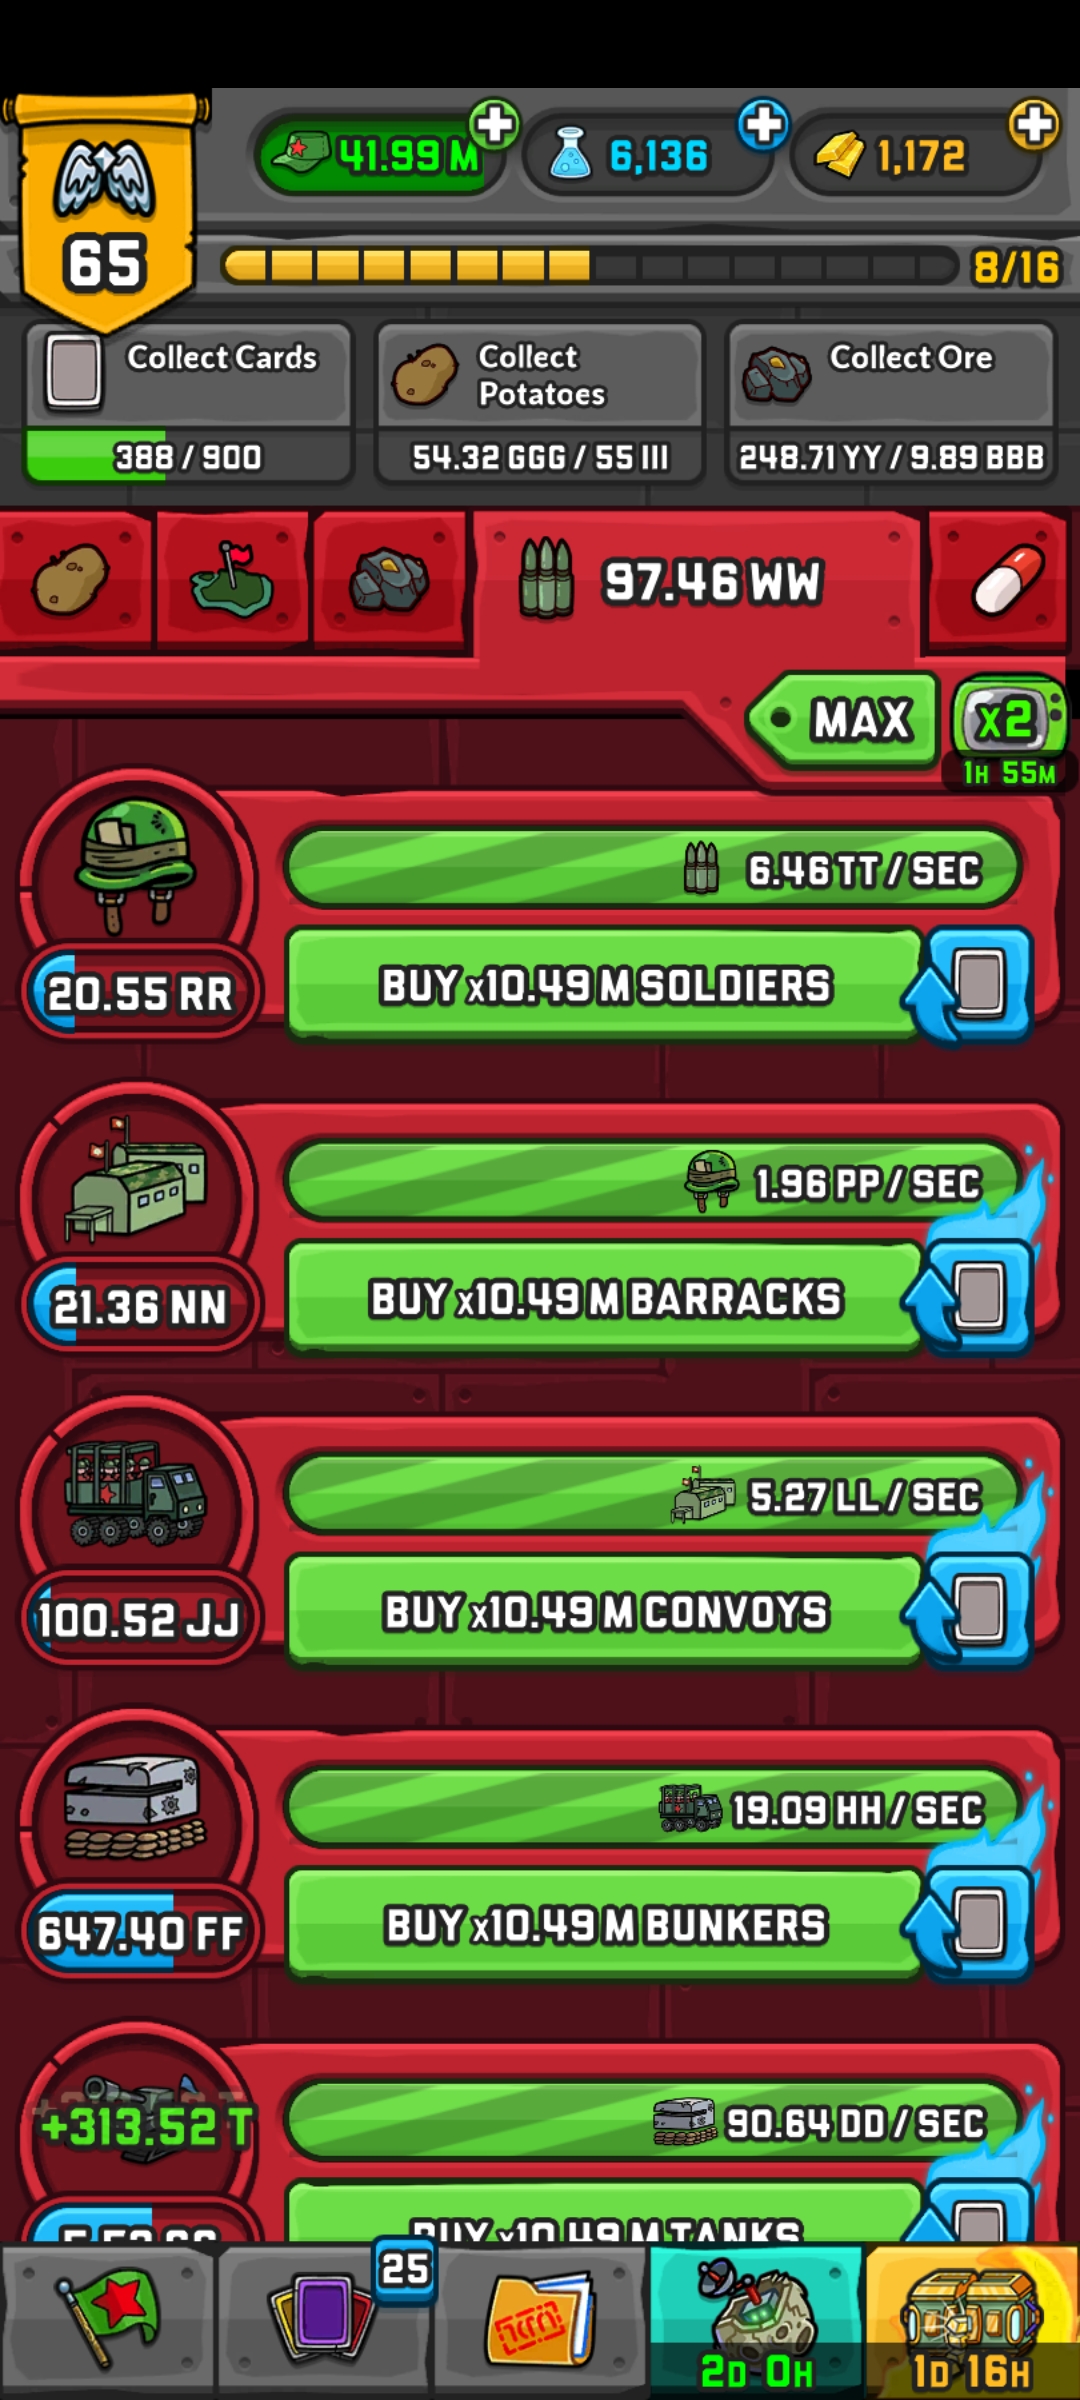 41.99 M
6,136
1,172
65
8/16
Collect Cards
388 / 900
Collect
Potatoes
54.32 GGG / 55 III
Collect Ore
248.71 YY / 9.89 BBB
97.46 WW
MAX
x2
1H 55M
6.46 TT / SEC
20.55 RR
BUY x10.49 M SOLDIERS
1.96 PP / SEC
21.36 NN
BUY x10.49 M BARRACKS
5.27 LL / SEC
100.52 JJ
BUY x10.49 M CONVOYS
19.09 HH / SEC
647.40 FF
BUY x10.49 M BUNKERS
+313.52 T
90.64 DD / SEC
BUY x10.49 M TANKS
25
2D 0H
1D 16H